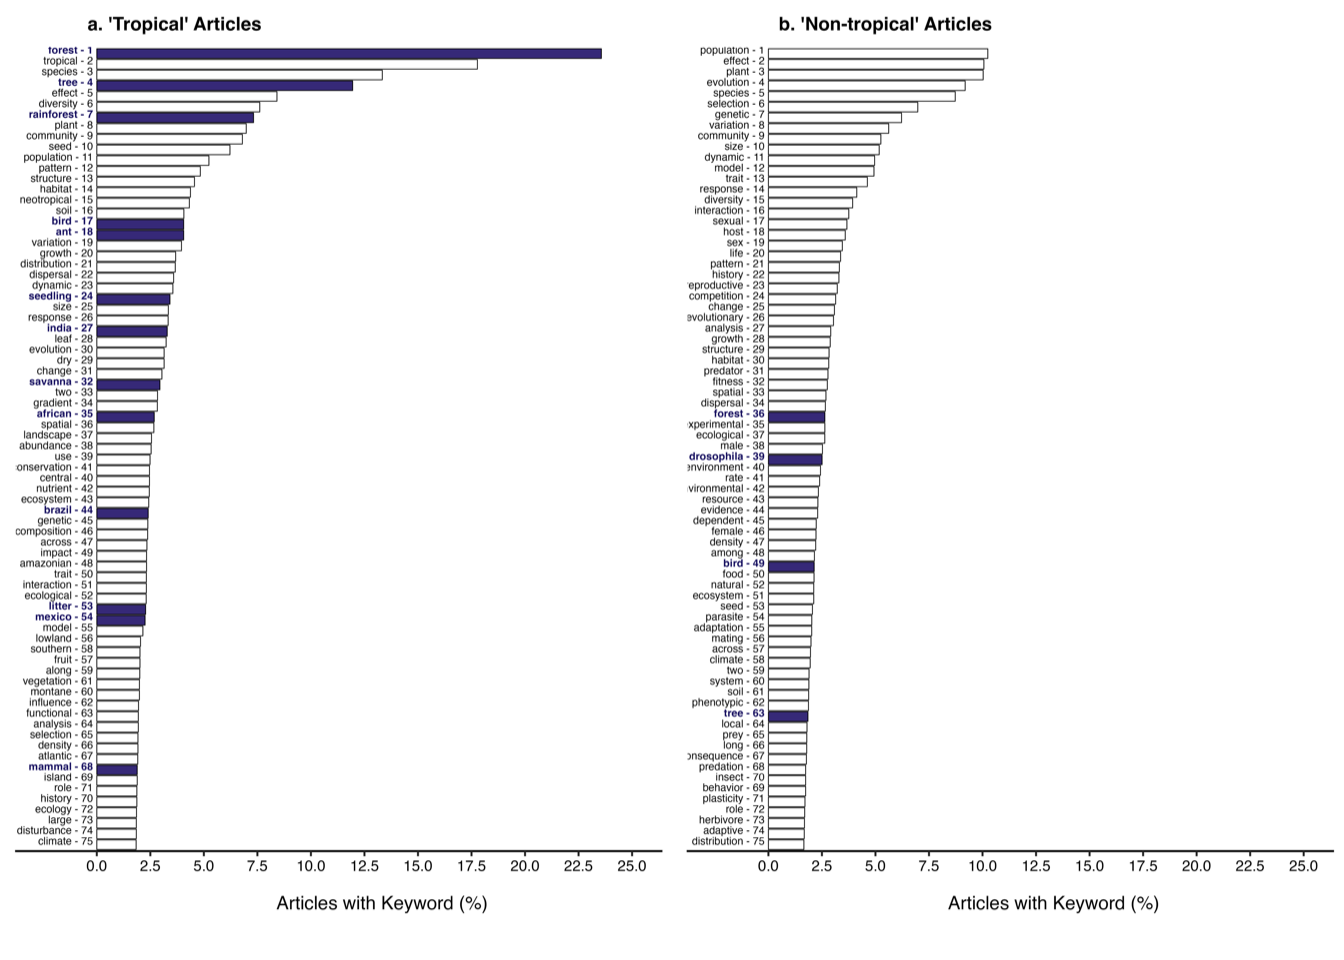 a. 'Tropical' Articles
forest - 1
tropical - 2
species - 3
tree - 4
effect - 5
diversity - 6
rainforest - 7
plant - 8
community - 9
seed - 10
population - 11
pattern - 12
structure - 13
habitat - 14
neotropical - 15
soil - 16
bird - 17
ant - 18
variation - 19
growth - 20
distribution - 21
dispersal - 22
dynamic - 23
seedling - 24
size - 25
response - 26
india - 27
leaf - 28
evolution - 30
dry - 29
change - 31
savanna - 32
two - 33
gradient - 34
african - 35
spatial - 36
landscape - 37
abundance - 38
use - 39
onservation - 41
central - 40
nutrient - 42
ecosystem - 43
brazil - 44
genetic - 45
composition - 46
across - 47
impact - 49
amazonian - 48
trait - 50
interaction - 51
ecological - 52
litter - 53
mexico - 54
model - 55
lowland - 56
southern - 58
fruit - 57
along - 59
vegetation - 61
montane - 60
influence - 62
functional - 63
analysis - 64
selection - 65
density - 66
atlantic - 67
mammal - 68
island - 69
role - 71
history - 70
ecology - 72
large - 73
disturbance - 74
climate - 75
0.0 2.5 5.0 7.5 10.0 12.5 15.0 17.5 20.0 22.5 25.0
Articles with Keyword (%)
b. 'Non-tropical' Articles
population - 1
effect - 2
plant - 3
evolution - 4
species - 5
selection - 6
genetic - 7
variation - 8
community - 9
size - 10
dynamic - 11
model - 12
trait - 13
response - 14
diversity - 15
interaction - 16
sexual - 17
host - 18
sex - 19
life - 20
pattern - 21
history - 22
eproductive - 23
competition - 24
change - 25
evolutionary - 26
analysis - 27
growth - 28
structure - 29
habitat - 30
predator - 31
fitness - 32
spatial - 33
dispersal - 34
forest - 36
xperimental - 35
ecological - 37
male - 38
drosophila - 39
environment - 40
rate - 41
vironmental - 42
resource - 43
evidence - 44
dependent - 45
female - 46
density - 47
among - 48
bird - 49
food - 50
natural - 52
ecosystem - 51
seed - 53
parasite - 54
adaptation - 55
mating - 56
across - 57
climate - 58
two - 59
system - 60
soil - 61
phenotypic - 62
tree - 63
local - 64
prey - 65
long - 66
onsequence - 67
predation - 68
insect - 70
behavior - 69
plasticity - 71
role - 72
herbivore - 73
adaptive - 74
distribution - 75
0.0 2.5 5.0 7.5 10.0 12.5 15.0 17.5 20.0 22.5 25.0
Articles with Keyword (%)